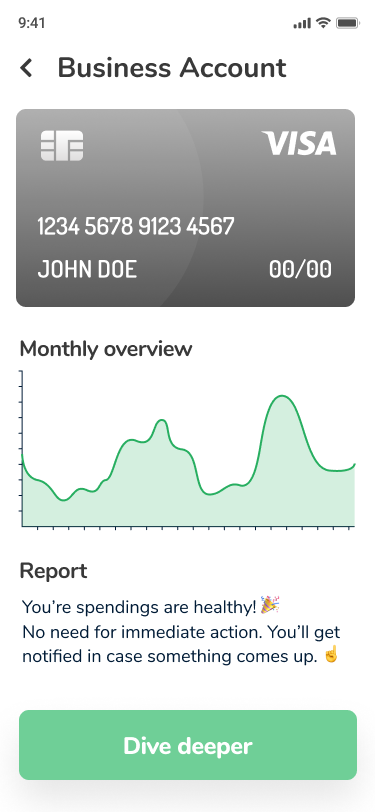 9:41
Business Account
VISA
1234 5678 9123 4567
JOHN DOE 00/00
Monthly overview
Report
You’re spendings are healthy! 🎉
No need for immediate action. You’ll get
notified in case something comes up. ☝️
Dive deeper